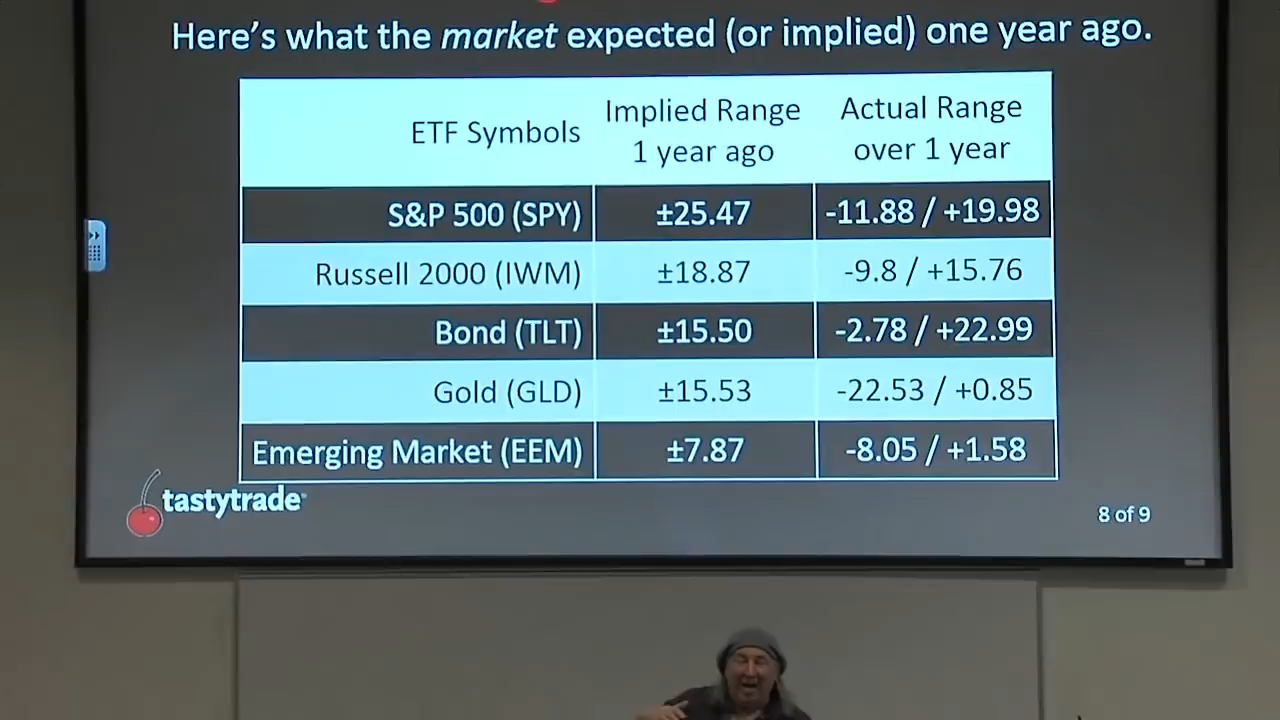 Here's what the market expected (or implied) one year ago.
ETF Symbols Implied Range 1 year ago Actual Range over 1 year
S&P 500 (SPY) ±25.47 -11.88 / +19.98
Russell 2000 (IWM) ±18.87 -9.8 / +15.76
Bond (TLT) ±15.50 -2.78 / +22.99
Gold (GLD) ±15.53 -22.53 / +0.85
Emerging Market (EEM) ±7.87 -8.05 / +1.58
tastytrade
8 of 9